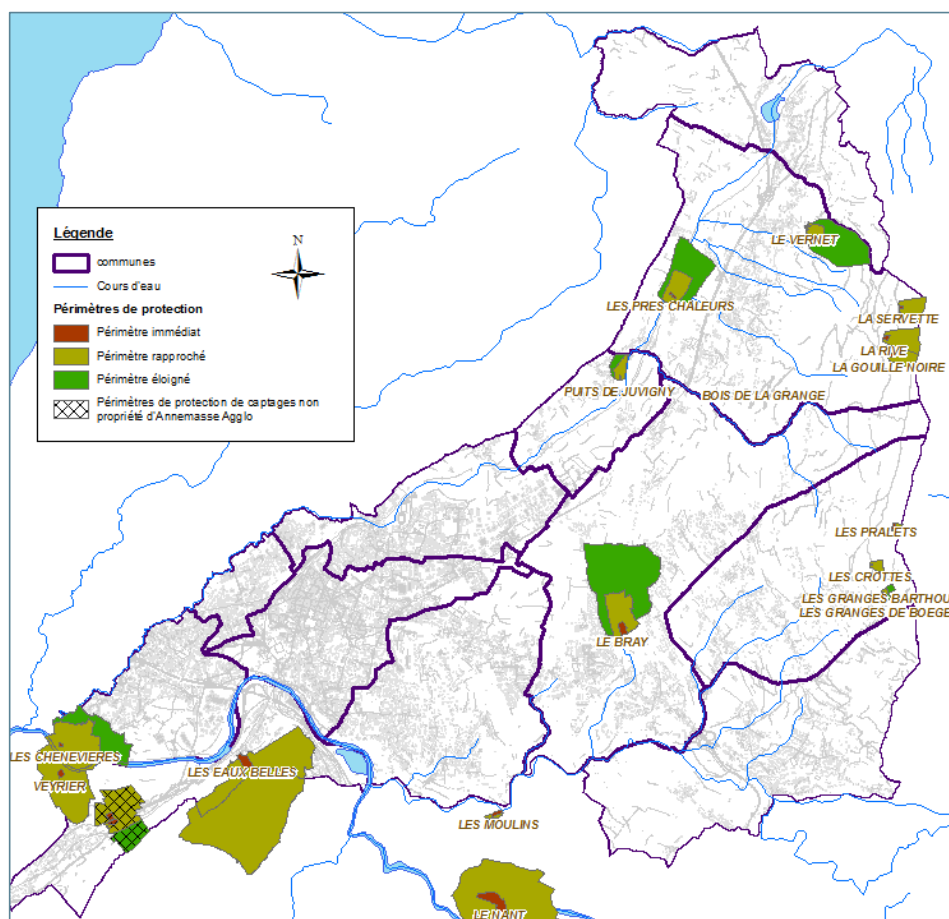 Légende
N
communes
Cours d'eau
Périmètres de protection
Périmètre immédiat
Périmètre rapproché
Périmètre éloigné
Périmètres de protection de captages non
propriété d'Annemasse Agglo
LE VERNET
LES PRES CHALEURS
LA SERVETTE
LA RIVE
LA GOUILLE NOIRE
PUITS DE JUVIGNY
BOIS DE LA GRANGE
LES PRALETS
LES CROTTES
LES GRANGES BARTHOU
LES GRANGES DE BOEGE
LE BRAY
LES CHENEVIERES
LES EAUX BELLES
VEYRIER
LES MOULINS
LE NANT